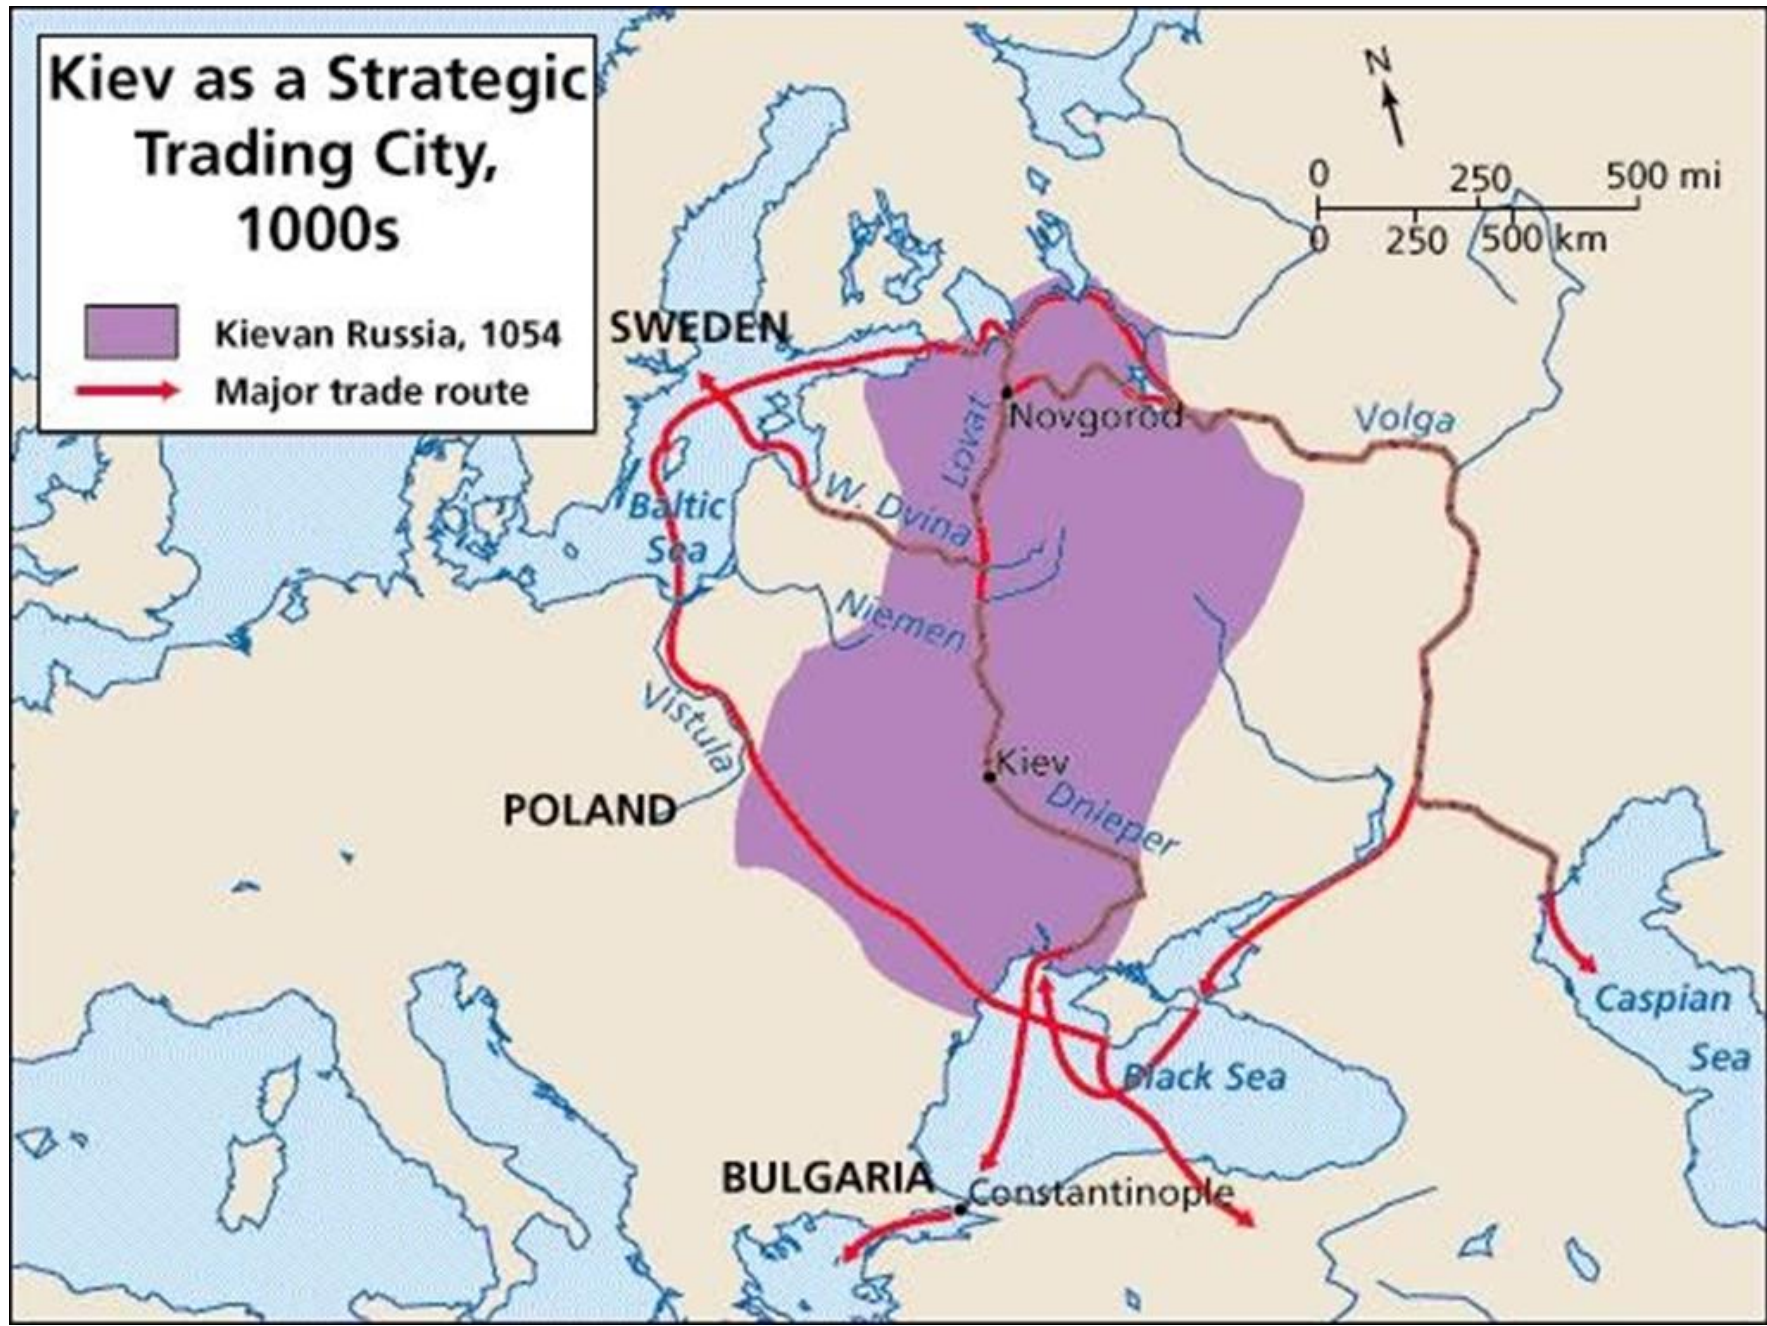 Kiev as a Strategic
Trading City,
1000s
Kievan Russia, 1054
Major trade route
N
0 250 500 mi
0 250 500 km
SWEDEN
Novgorod
Volga
Lovat
W. Dvina
Baltic
Sea
Niemen
Vistula
Kiev
Dnieper
POLAND
Caspian
Sea
Black Sea
BULGARIA
Constantinople